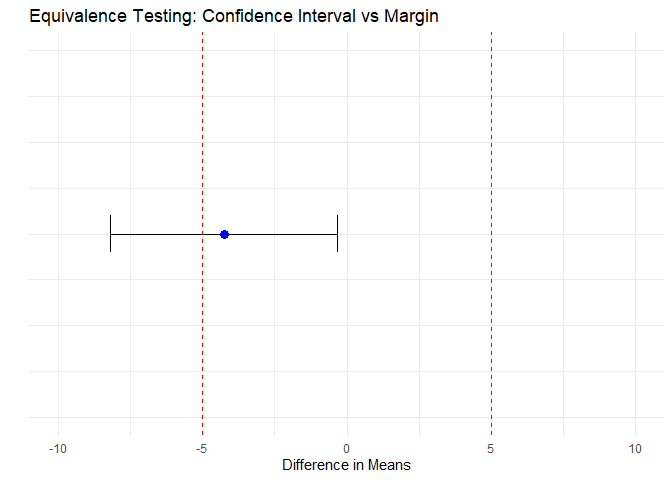 Equivalence Testing: Confidence Interval vs Margin
-10 -5 0 5 10
Difference in Means